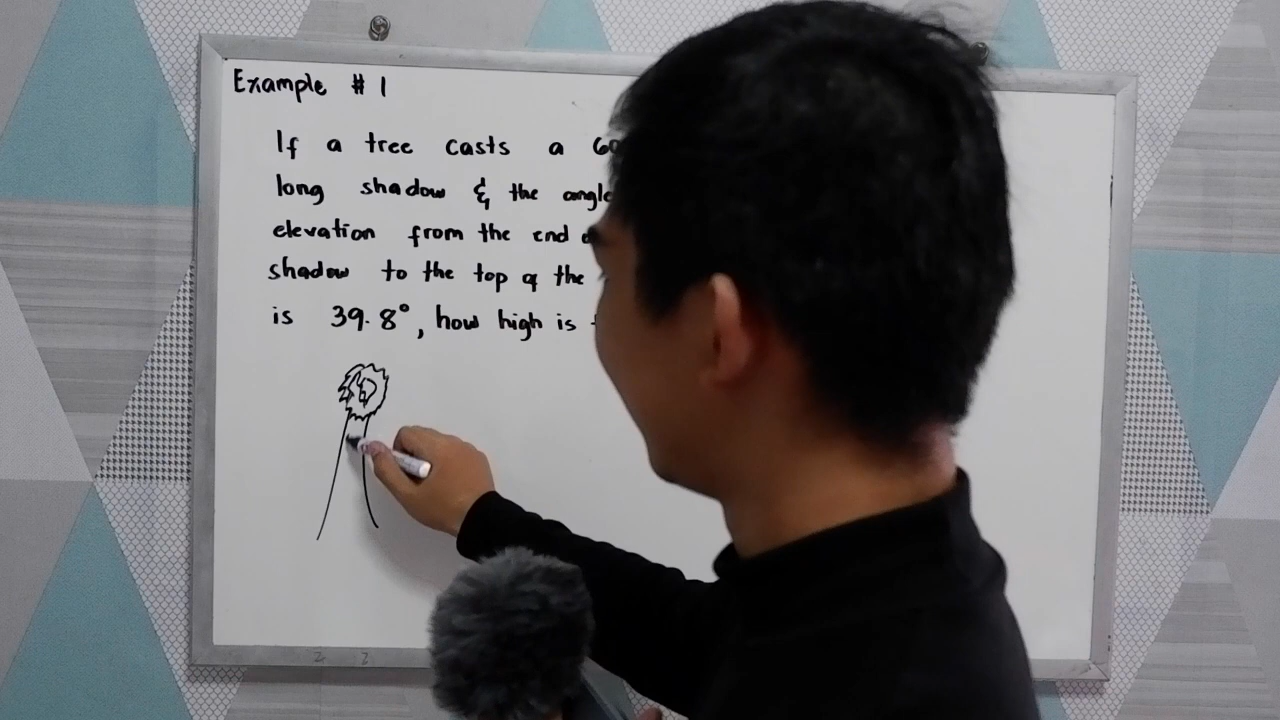 Example # 1
If a tree casts a 60
long shadow & the angle
elevation from the end
shadow to the top of the
is 39.8°, how high is